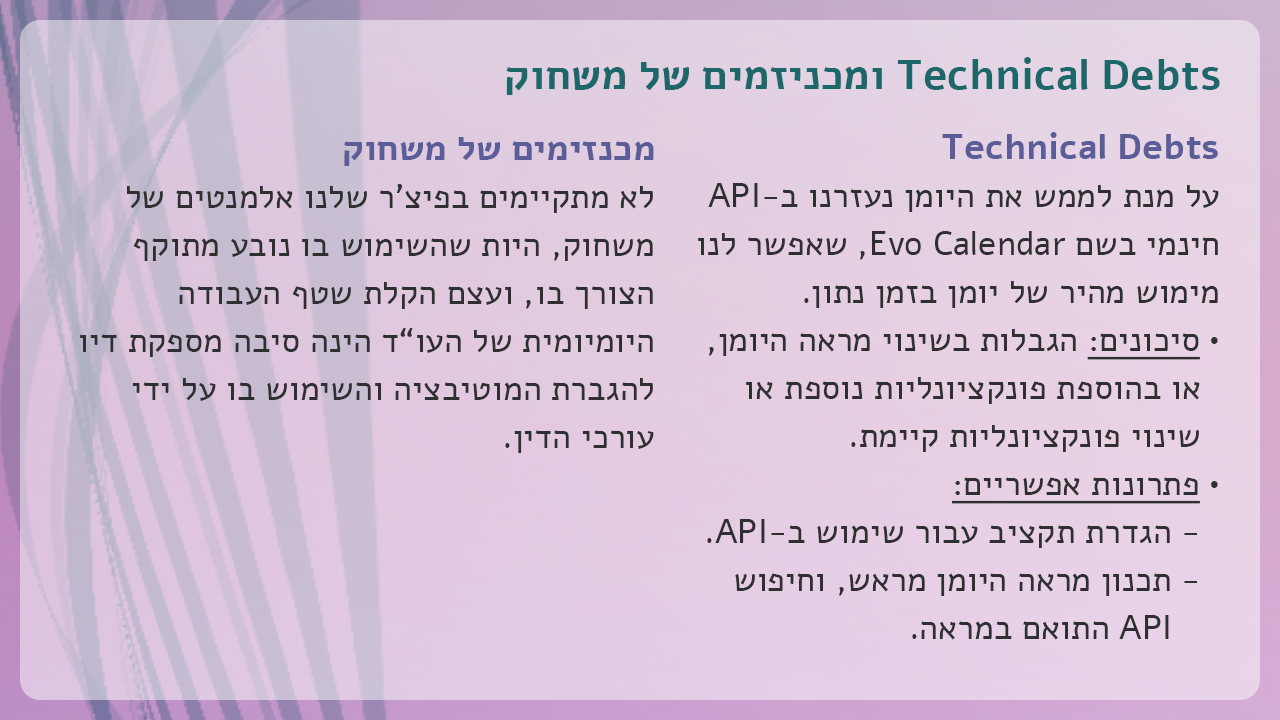 Technical Debts ומכניזמים של משחוק
Technical Debts
על מנת לממש את היומן נעזרנו ב-API
חינמי בשם Evo Calendar, שאפשר לנו
מימוש מהיר של יומן בזמן נתון.
• סיכונים: הגבלות בשינוי מראה היומן,
או בהוספת פונקציונליות נוספת או
שינוי פונקציונליות קיימת.
• פתרונות אפשריים:
– הגדרת תקציב עבור שימוש ב-API.
– תכנון מראה היומן מראש, וחיפוש
API התואם במראה.
מכנזימים של משחוק
לא מתקיימים בפיצ’ר שלנו אלמנטים של
משחוק, היות שהשימוש בו נובע מתוקף
הצורך בו, ועצם הקלת שטף העבודה
היומיומית של העו“ד הינה סיבה מספקת דיו
להגברת המוטיבציה והשימוש בו על ידי
עורכי הדין.